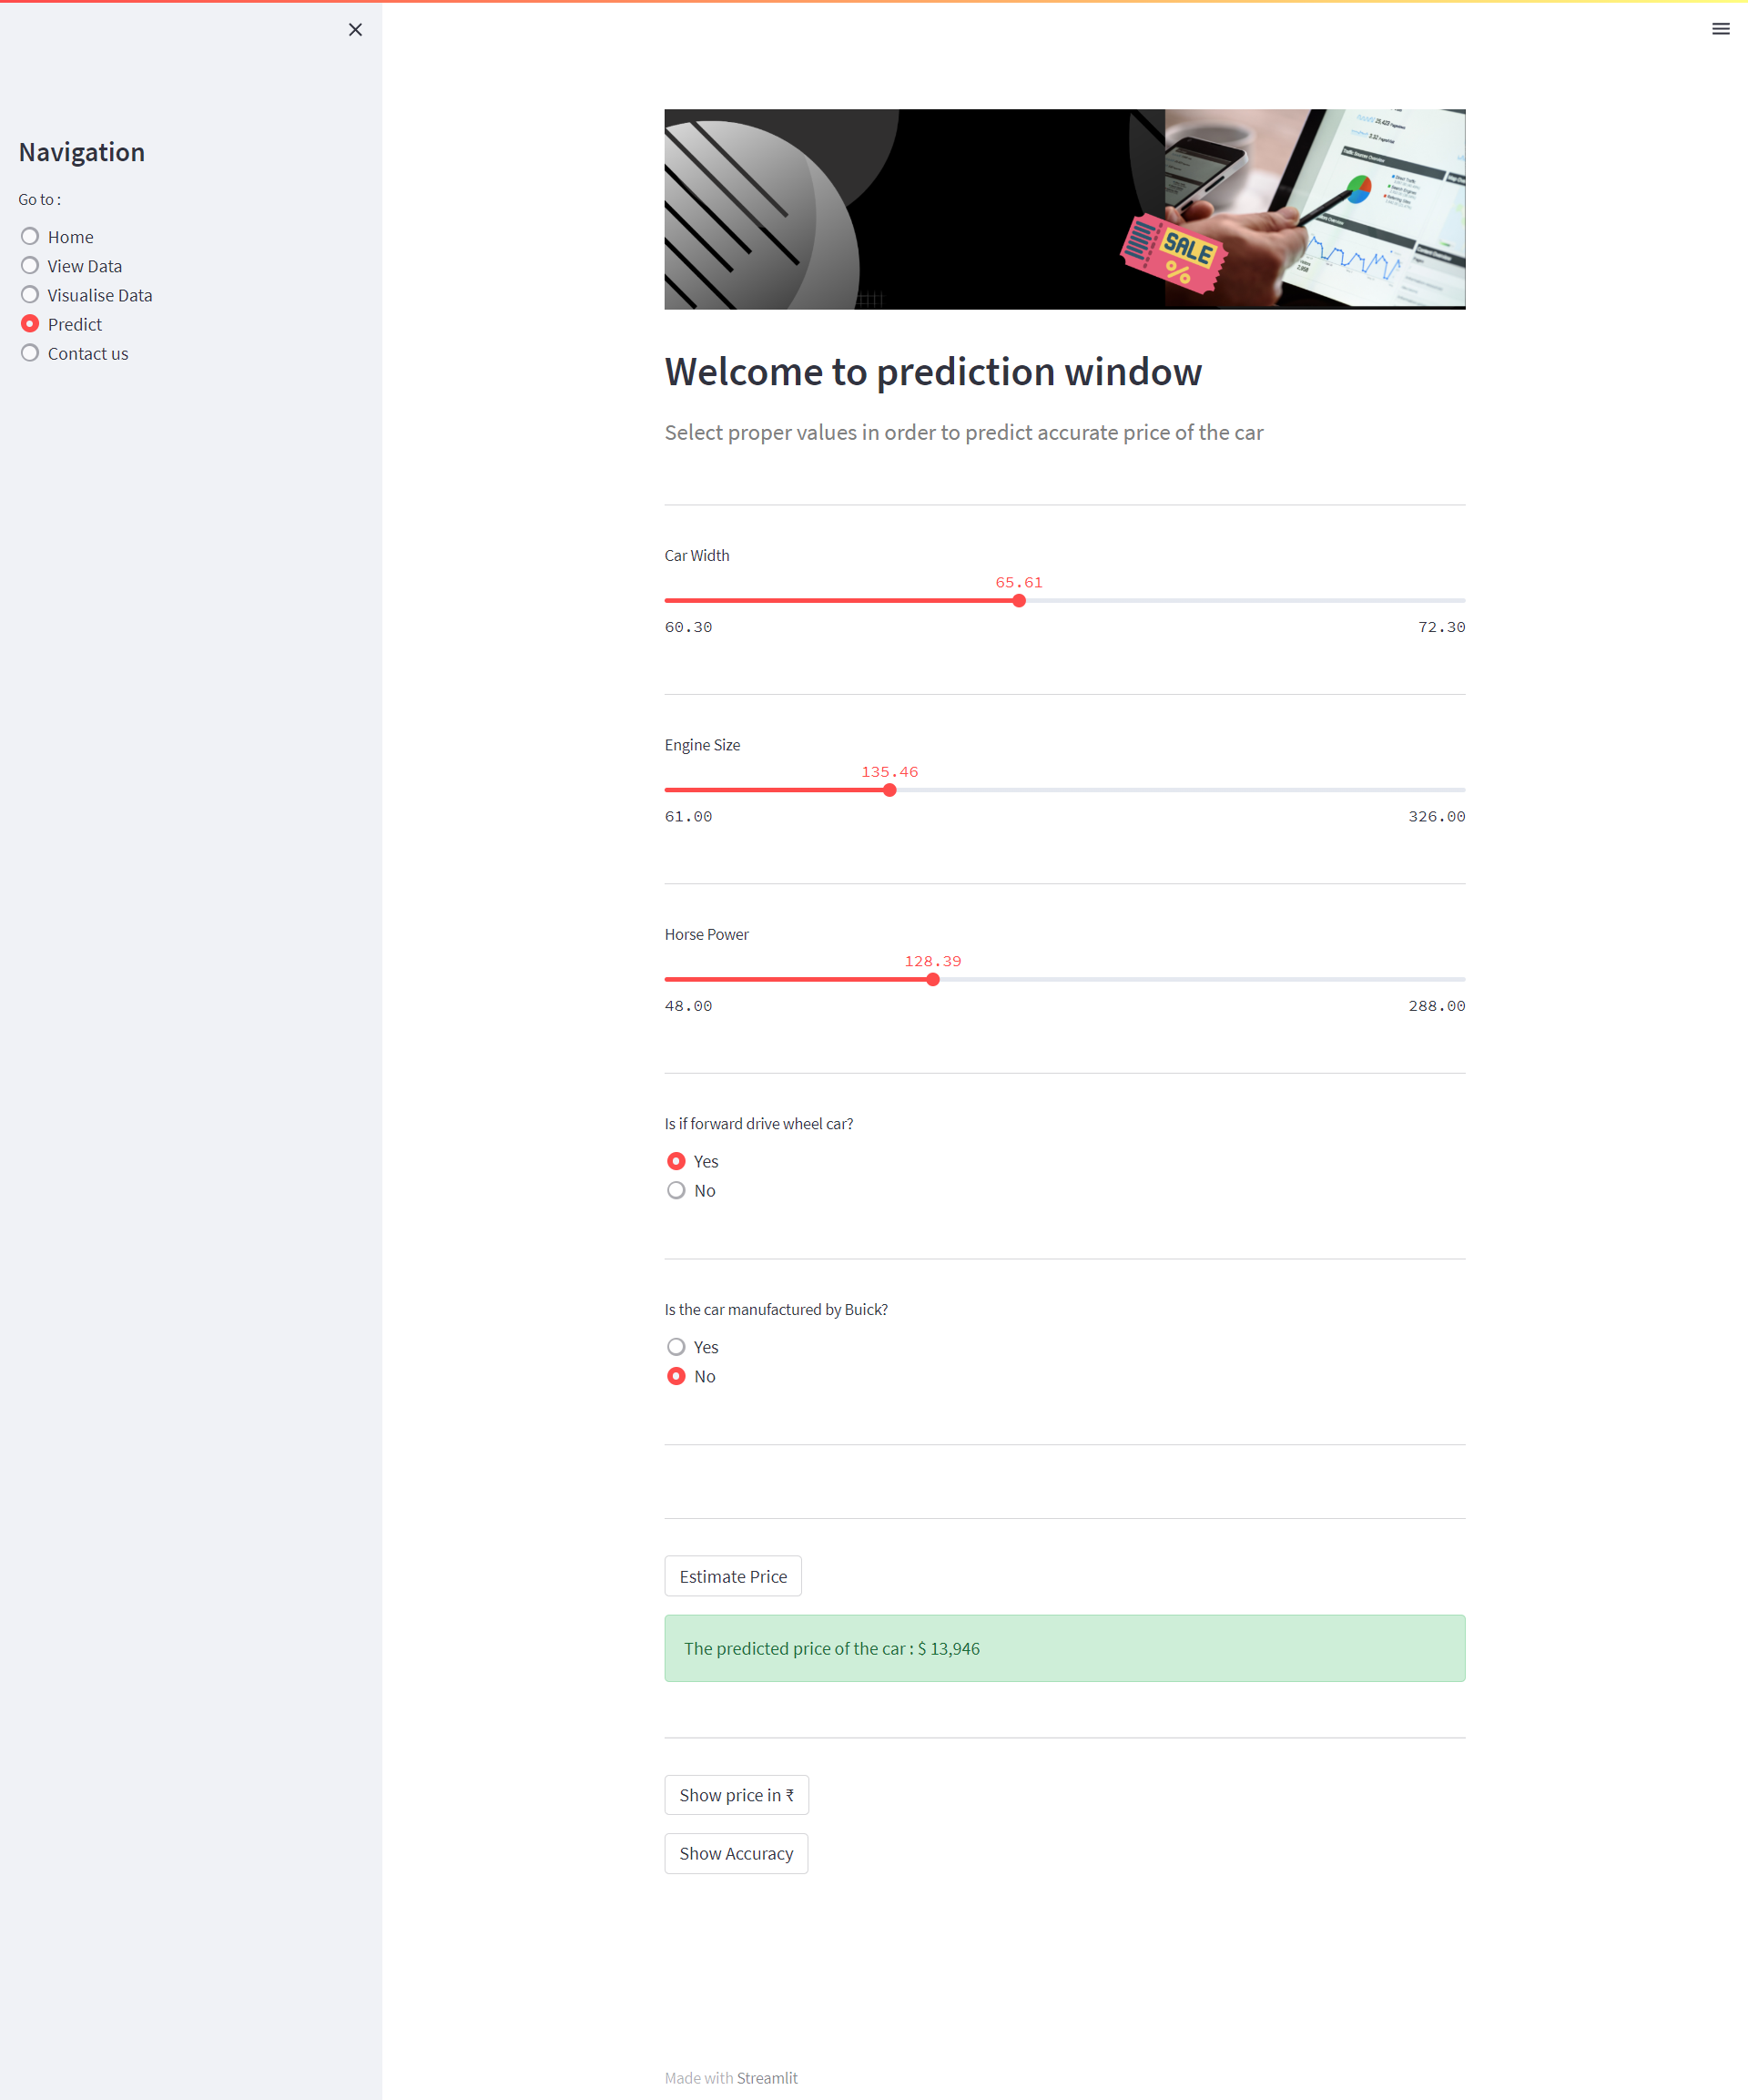 Navigation
Go to :
Home
View Data
Visualise Data
Predict
Contact us
SALE
%
Welcome to prediction window
Select proper values in order to predict accurate price of the car
Car Width
65.61
60.30 72.30
Engine Size
135.46
61.00 326.00
Horse Power
128.39
48.00 288.00
Is if forward drive wheel car?
Yes
No
Is the car manufactured by Buick?
Yes
No
Estimate Price
The predicted price of the car : $ 13,946
Show price in ₹
Show Accuracy
Made with Streamlit